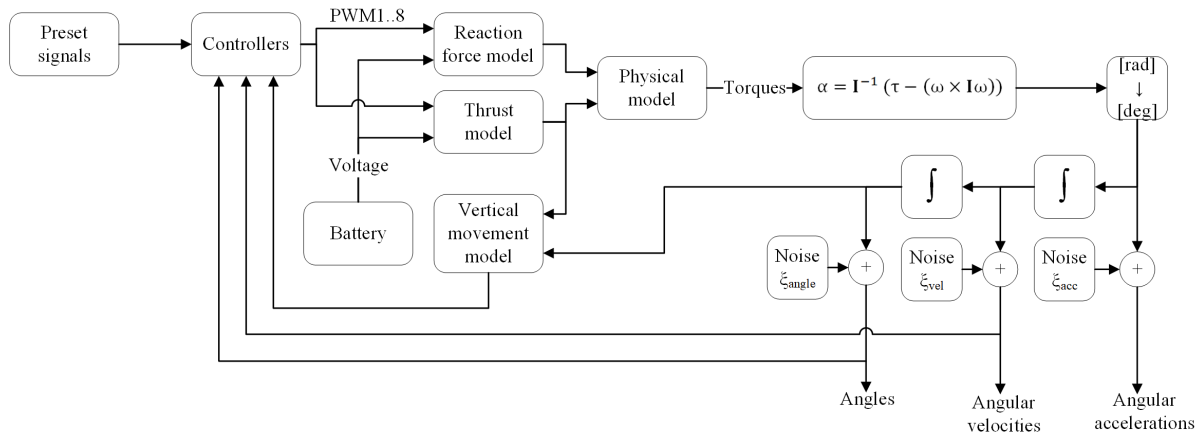 Preset
signals
Controllers
PWM1..8
Reaction
force model
Thrust
model
Physical
model
Torques
α = I⁻¹ (τ − (ω × Iω))
[rad]
↓
[deg]
Voltage
Battery
Vertical
movement
model
∫
∫
Noise
ξangle
+
Noise
ξvel
+
Noise
ξacc
+
Angles
Angular
velocities
Angular
accelerations